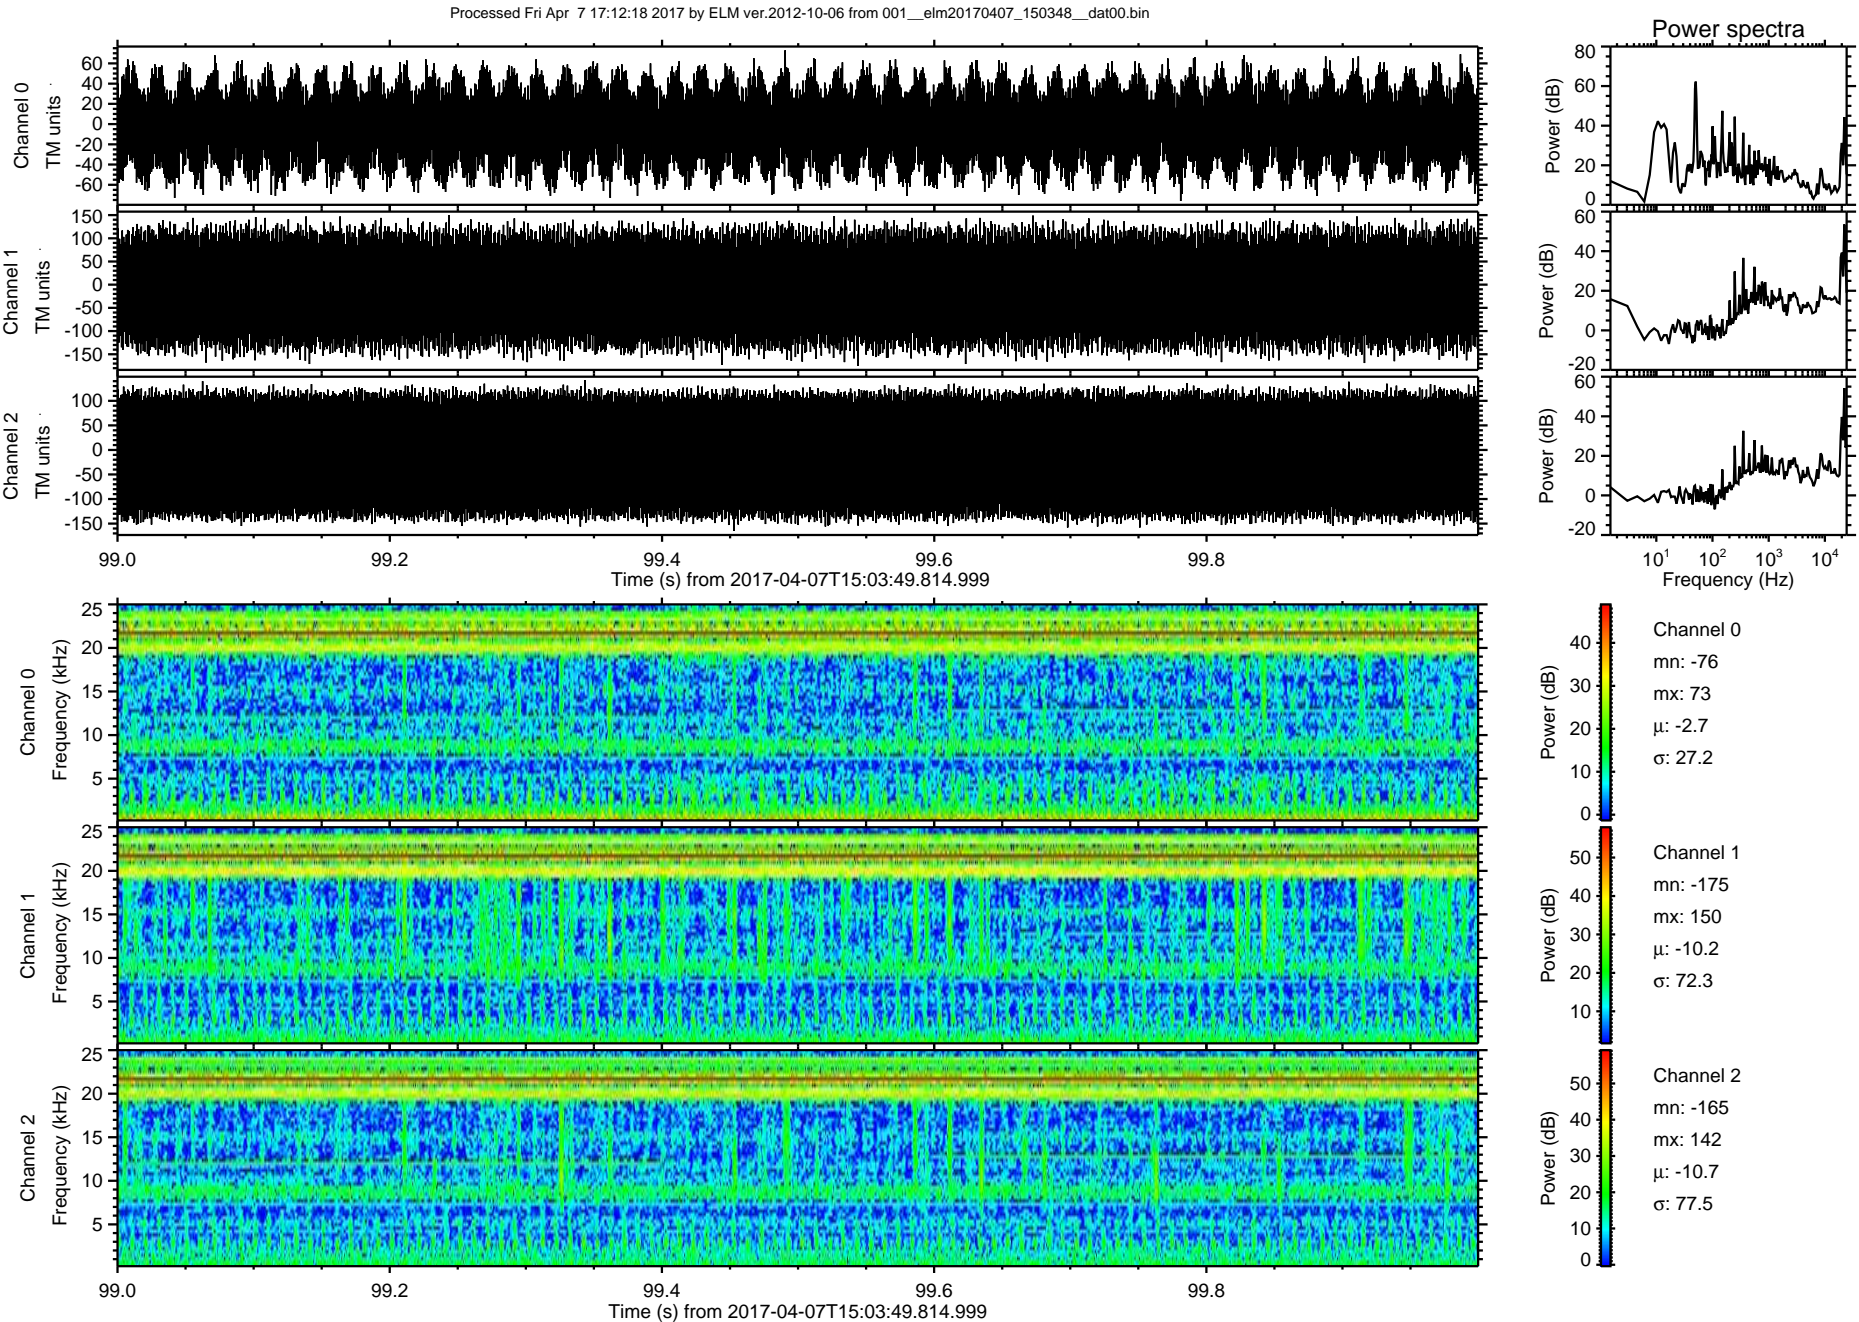 Processed Fri Apr 7 17:12:18 2017 by ELM ver.2012-10-06 from 001__elm20170407_150348__dat00.bin
Power spectra
Channel 0
TM units
60
40
20
0
-20
-40
-60
Power (dB)
80
60
40
20
0
Channel 1
TM units
150
100
50
0
-50
-100
-150
Power (dB)
60
40
20
0
-20
Channel 2
TM units
100
50
0
-50
-100
-150
Power (dB)
60
40
20
0
-20
99.0 99.2 99.4 99.6 99.8
Time (s) from 2017-04-07T15:03:49.814.999
10^1 10^2 10^3 10^4
Frequency (Hz)
Channel 0
Frequency (kHz)
25
20
15
10
5
Power (dB)
40
30
20
10
0
Channel 0
mn: -76
mx: 73
µ: -2.7
σ: 27.2
Channel 1
Frequency (kHz)
25
20
15
10
5
Power (dB)
50
40
30
20
10
Channel 1
mn: -175
mx: 150
µ: -10.2
σ: 72.3
Channel 2
Frequency (kHz)
25
20
15
10
5
Power (dB)
50
40
30
20
10
0
Channel 2
mn: -165
mx: 142
µ: -10.7
σ: 77.5
99.0 99.2 99.4 99.6 99.8
Time (s) from 2017-04-07T15:03:49.814.999